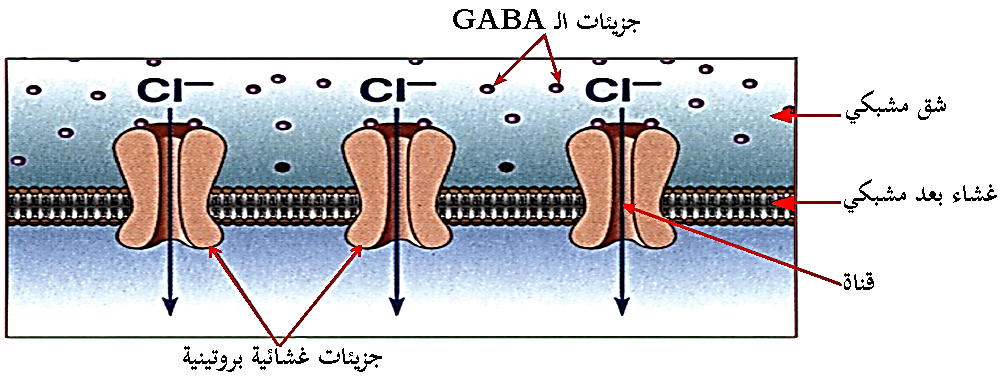 جزيئات الـ GABA
Cl− Cl− Cl−
شق مشبكي
غشاء بعد مشبكي
قناة
جزيئات غشائية بروتينية